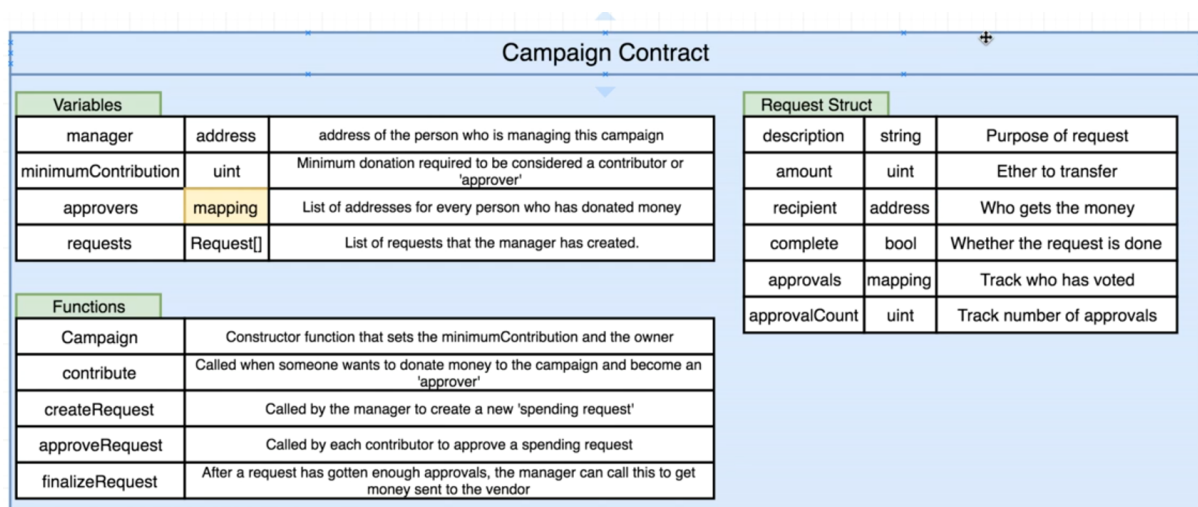 Campaign Contract
Variables
manager address address of the person who is managing this campaign
minimumContribution uint Minimum donation required to be considered a contributor or
'approver'
approvers mapping List of addresses for every person who has donated money
requests Request[] List of requests that the manager has created.
Functions
Campaign Constructor function that sets the minimumContribution and the owner
contribute Called when someone wants to donate money to the campaign and become an
'approver'
createRequest Called by the manager to create a new 'spending request'
approveRequest Called by each contributor to approve a spending request
finalizeRequest After a request has gotten enough approvals, the manager can call this to get
money sent to the vendor
Request Struct
description string Purpose of request
amount uint Ether to transfer
recipient address Who gets the money
complete bool Whether the request is done
approvals mapping Track who has voted
approvalCount uint Track number of approvals